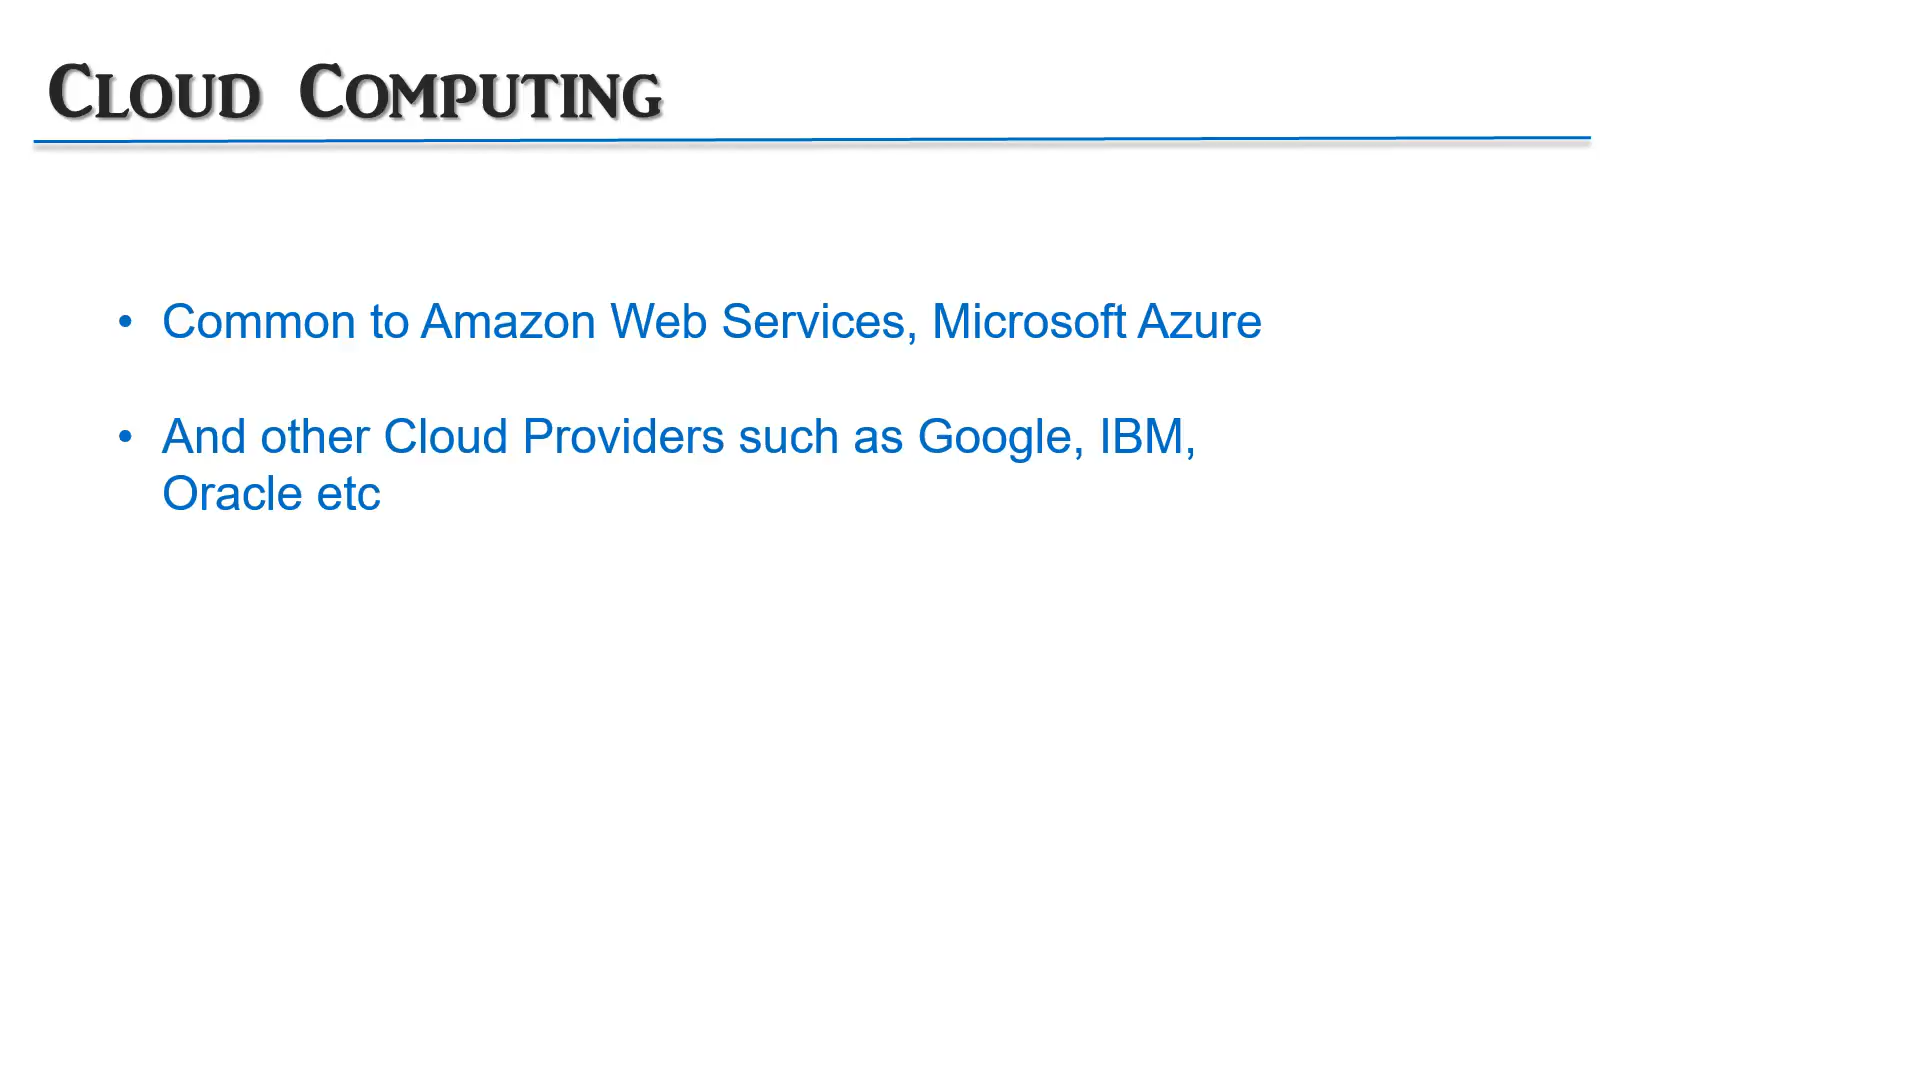 Cloud Computing
• Common to Amazon Web Services, Microsoft Azure
• And other Cloud Providers such as Google, IBM,
Oracle etc